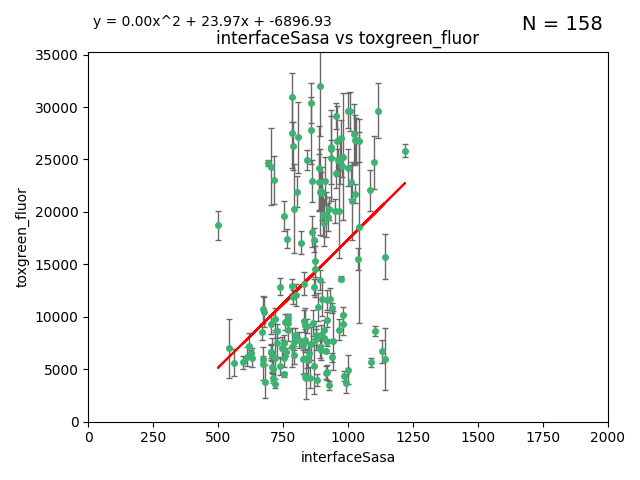 y = 0.00x^2 + 23.97x + -6896.93
N = 158
interfaceSasa vs toxgreen_fluor
35000
30000
25000
20000
15000
10000
5000
0
toxgreen_fluor
0 250 500 750 1000 1250 1500 1750 2000
interfaceSasa